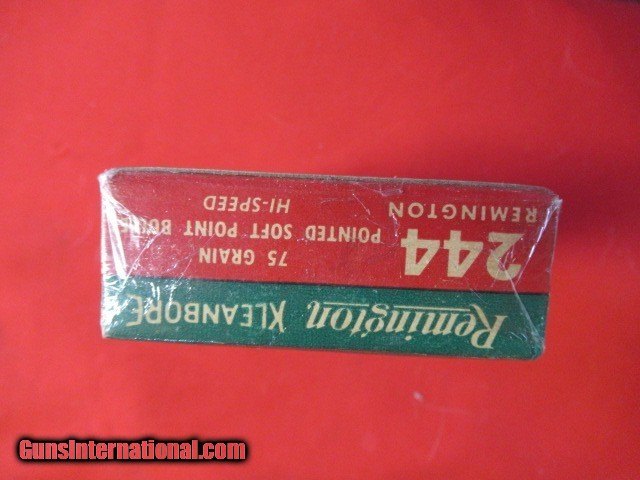 Remington KLEANBORE
244
REMINGTON
75 GRAIN
POINTED SOFT POINT
HI-SPEED
GunsInternational.com